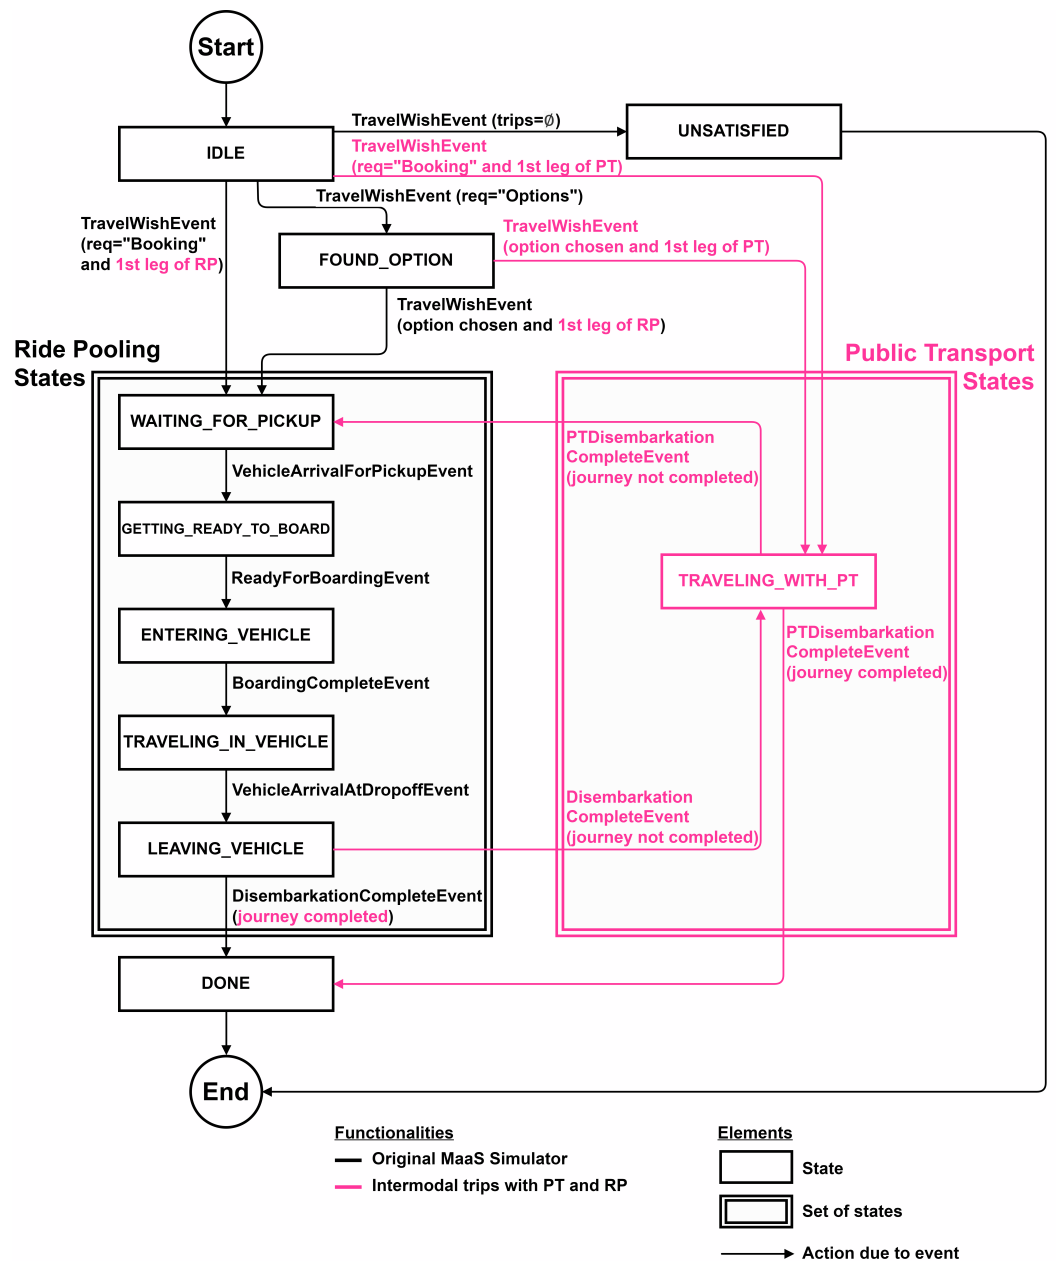 Start
TravelWishEvent (trips=∅)
UNSATISFIED
IDLE
TravelWishEvent
(req="Booking" and 1st leg of PT)
TravelWishEvent (req="Options")
TravelWishEvent
(req="Booking"
and 1st leg of RP)
TravelWishEvent
(option chosen and 1st leg of PT)
FOUND_OPTION
TravelWishEvent
(option chosen and 1st leg of RP)
Ride Pooling
States
Public Transport
States
WAITING_FOR_PICKUP
PTDisembarkation
CompleteEvent
(journey not completed)
VehicleArrivalForPickupEvent
GETTING_READY_TO_BOARD
ReadyForBoardingEvent
TRAVELING_WITH_PT
ENTERING_VEHICLE
PTDisembarkation
CompleteEvent
(journey completed)
BoardingCompleteEvent
TRAVELING_IN_VEHICLE
VehicleArrivalAtDropoffEvent
Disembarkation
CompleteEvent
(journey not completed)
LEAVING_VEHICLE
DisembarkationCompleteEvent
(journey completed)
DONE
End
Functionalities
Original MaaS Simulator
Intermodal trips with PT and RP
Elements
State
Set of states
Action due to event